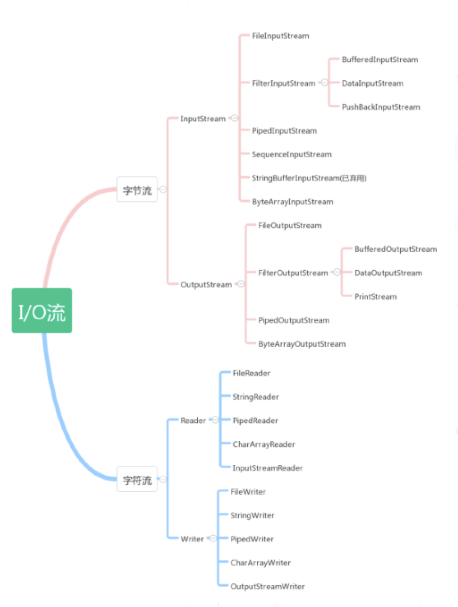 I/O流
字节流
InputStream
FileInputStream
FilterInputStream
BufferedInputStream
DataInputStream
PushBackInputStream
PipedInputStream
SequenceInputStream
StringBufferInputStream(已弃用)
ByteArrayInputStream
OutputStream
FileOutputStream
FilterOutputStream
BufferedOutputStream
DataOutputStream
PrintStream
PipedOutputStream
ByteArrayOutputStream
字符流
Reader
FileReader
StringReader
PipedReader
CharArrayReader
InputStreamReader
Writer
FileWriter
StringWriter
PipedWriter
CharArrayWriter
OutputStreamWriter